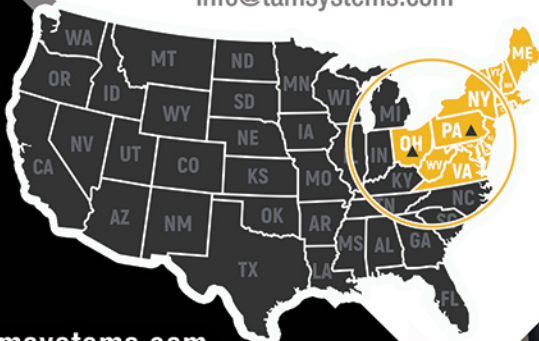 info@tamsystems.com
WA
MT
ND
MN
OR
ID
WY
SD
WI
MI
NY
VT
ME
NV
UT
CO
NE
IA
IN
OH
PA
CA
KS
MO
KY
WV
VA
AZ
NM
OK
AR
TN
NC
SC
TX
LA
MS
AL
GA
FL
msystems.com